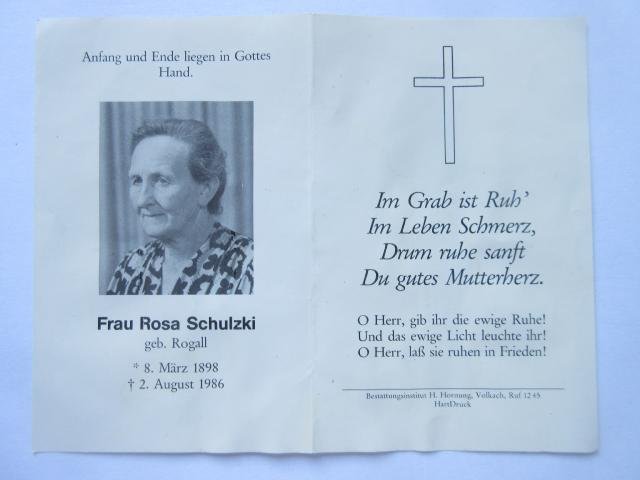 Anfang und Ende liegen in Gottes
Hand.
Frau Rosa Schulzki
geb. Rogall
* 8. März 1898
† 2. August 1986
Im Grab ist Ruh'
Im Leben Schmerz,
Drum ruhe sanft
Du gutes Mutterherz.
O Herr, gib ihr die ewige Ruhe!
Und das ewige Licht leuchte ihr!
O Herr, laß sie ruhen in Frieden!
Bestattungsinstitut H. Hornung, Volkach, Ruf 12 45
HartDruck